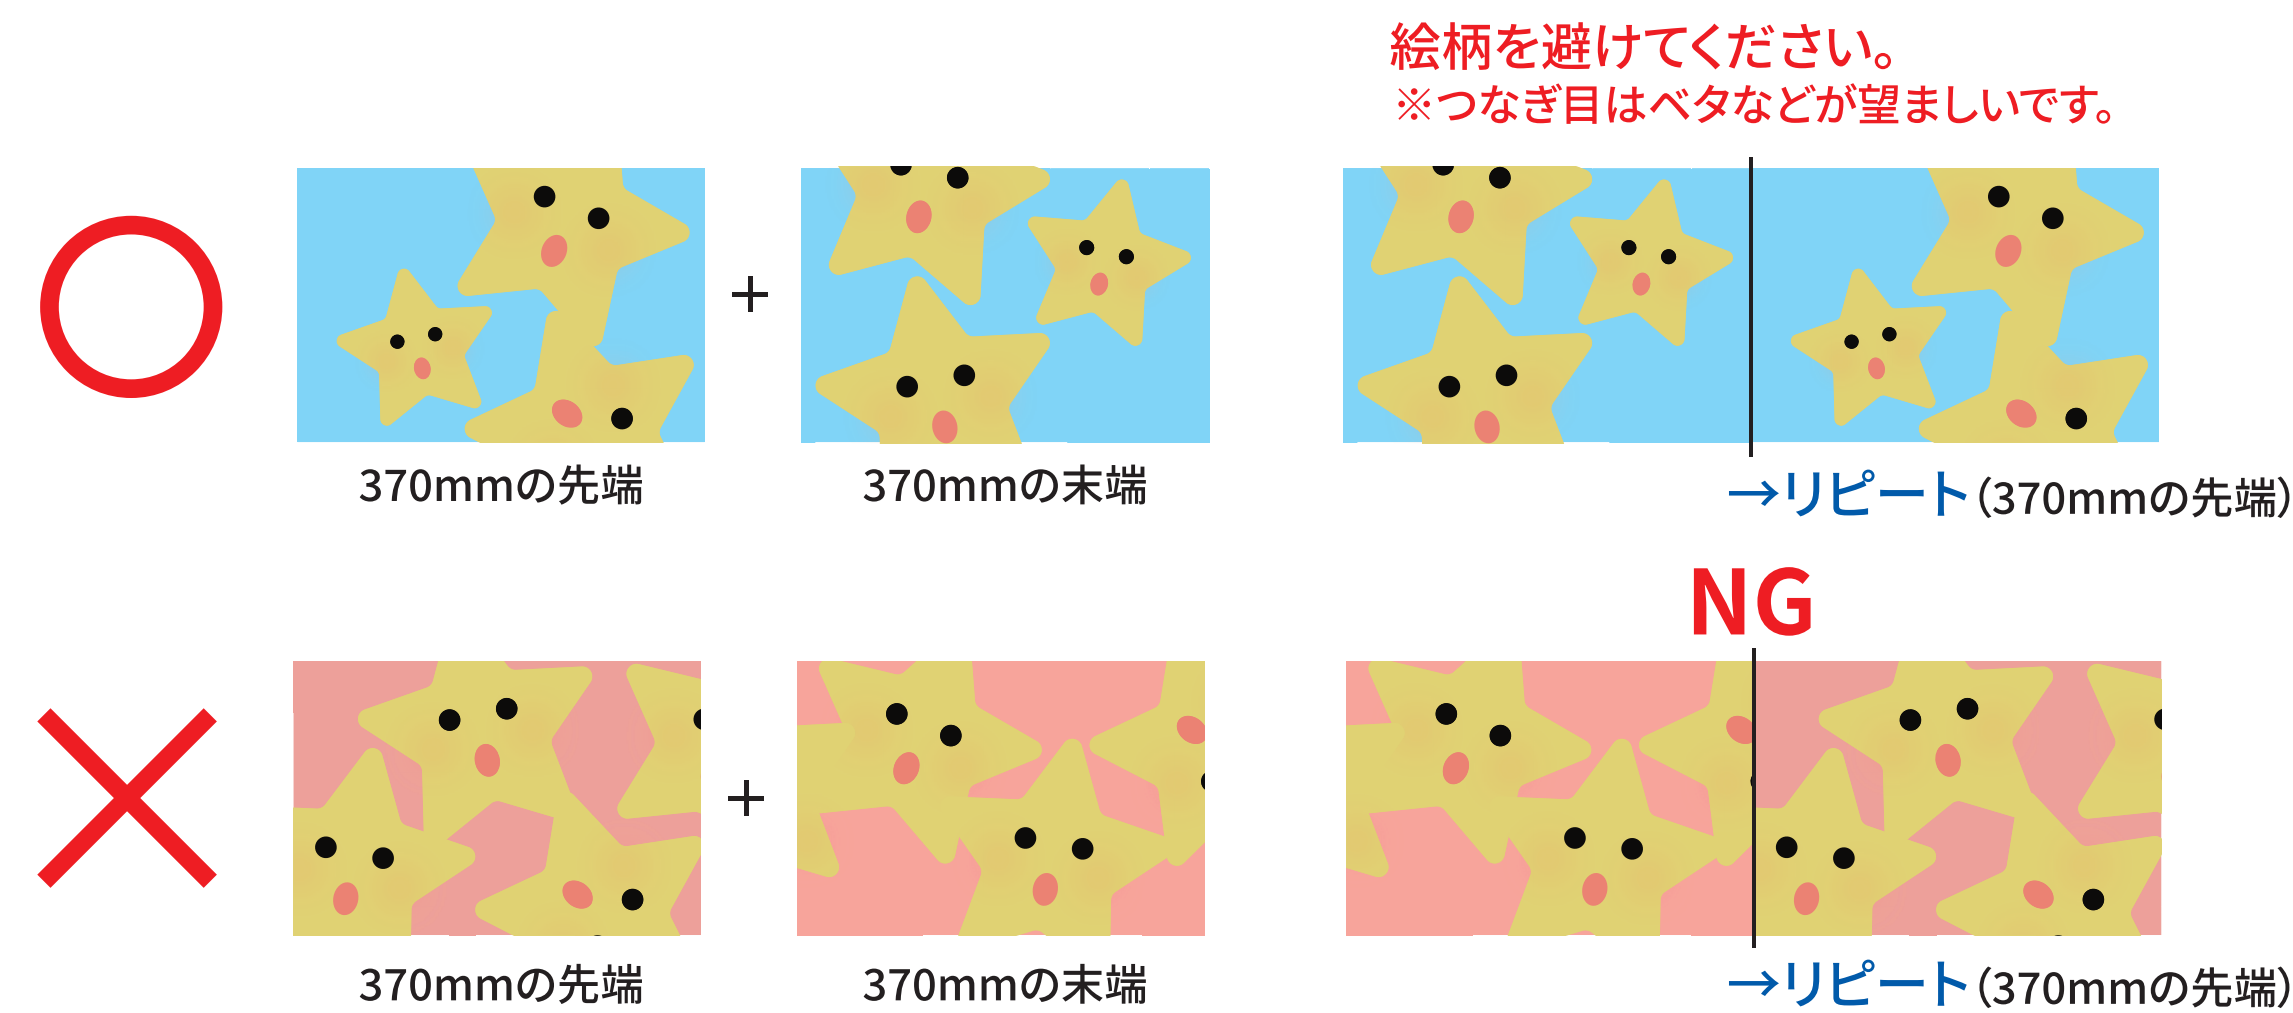 絵柄を避けてください。
※つなぎ目はベタなどが望ましいです。
+
370mmの先端
370mmの末端
→リピート(370mmの先端)
NG
+
370mmの先端
370mmの末端
→リピート(370mmの先端)